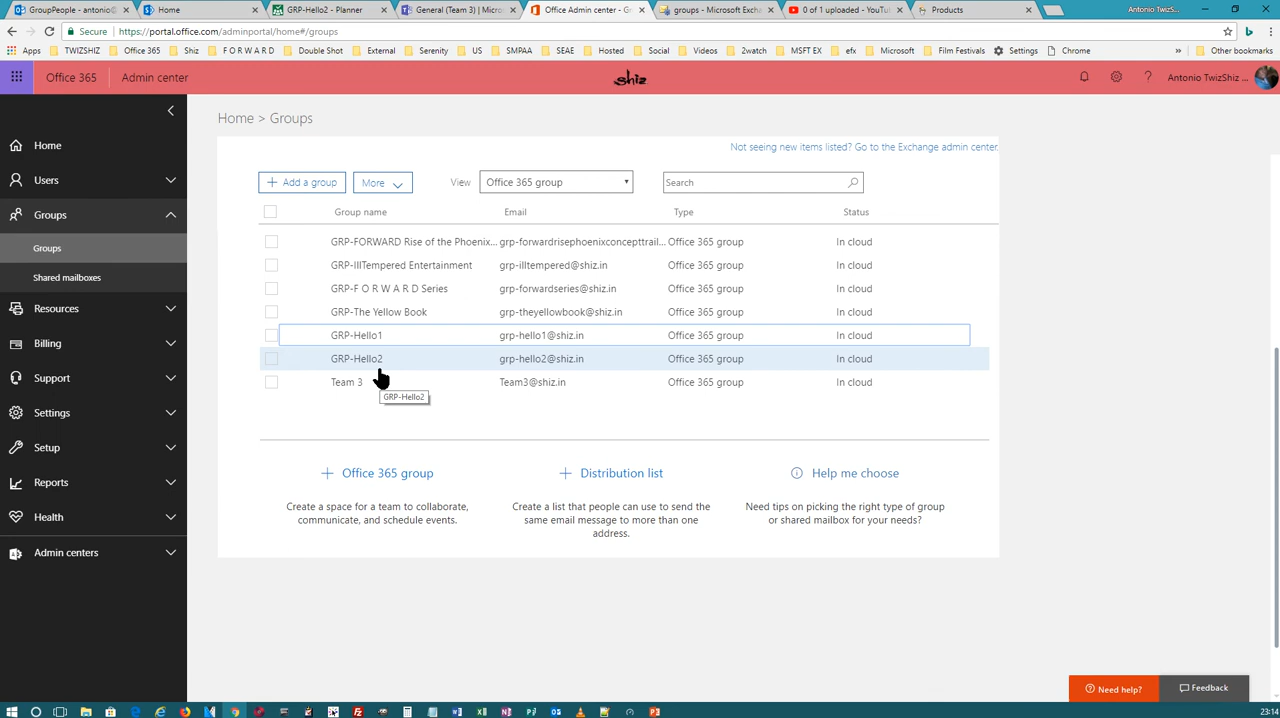 GroupPeople - antonio@
Home
GRP-Hello2 - Planner
General (Team 3) | Micros
Office Admin center - Gr
groups - Microsoft Excha
0 of 1 uploaded - YouTu
Products
Antonio TwizS...
Secure | https://portal.office.com/adminportal/home#/groups
Apps TWIZSHIZ Office 365 Shiz F O R W A R D Double Shot External Serenity US SMPAA SEAE Hosted Social Videos 2watch MSFT EX efx Microsoft Film Festivals Settings Chrome » Other bookmarks
Office 365 Admin center shiz ? Antonio TwizShiz ...
Home
Users
Groups
Groups
Shared mailboxes
Resources
Billing
Support
Settings
Setup
Reports
Health
Admin centers
Home > Groups
Not seeing new items listed? Go to the Exchange admin center.
+ Add a group More View Office 365 group Search
Group name Email Type Status
GRP-FORWARD Rise of the Phoenix... grp-forwardrisephoenixconcepttrail... Office 365 group In cloud
GRP-IllTempered Entertainment grp-illtempered@shiz.in Office 365 group In cloud
GRP-F O R W A R D Series grp-forwardseries@shiz.in Office 365 group In cloud
GRP-The Yellow Book grp-theyellowbook@shiz.in Office 365 group In cloud
GRP-Hello1 grp-hello1@shiz.in Office 365 group In cloud
GRP-Hello2 grp-hello2@shiz.in Office 365 group In cloud
Team 3 Team3@shiz.in Office 365 group In cloud
GRP-Hello2
+ Office 365 group
Create a space for a team to collaborate,
communicate, and schedule events.
+ Distribution list
Create a list that people can use to send the
same email message to more than one
address.
Help me choose
Need tips on picking the right type of group
or shared mailbox for your needs?
Need help?
Feedback
23:14